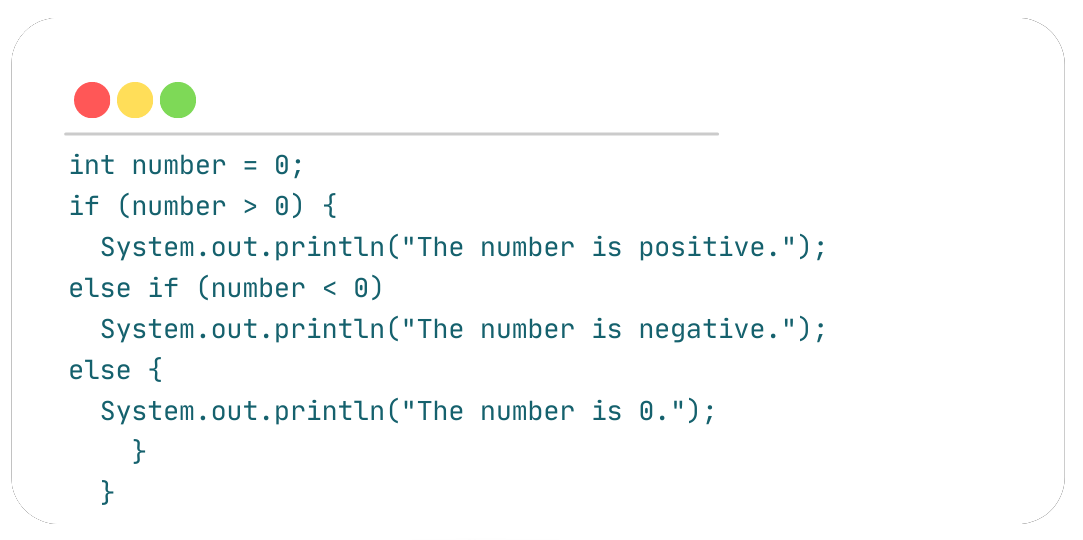 int number = 0;
if (number > 0) {
  System.out.println("The number is positive.");
else if (number < 0)
  System.out.println("The number is negative.");
else {
  System.out.println("The number is 0.");
    }
  }